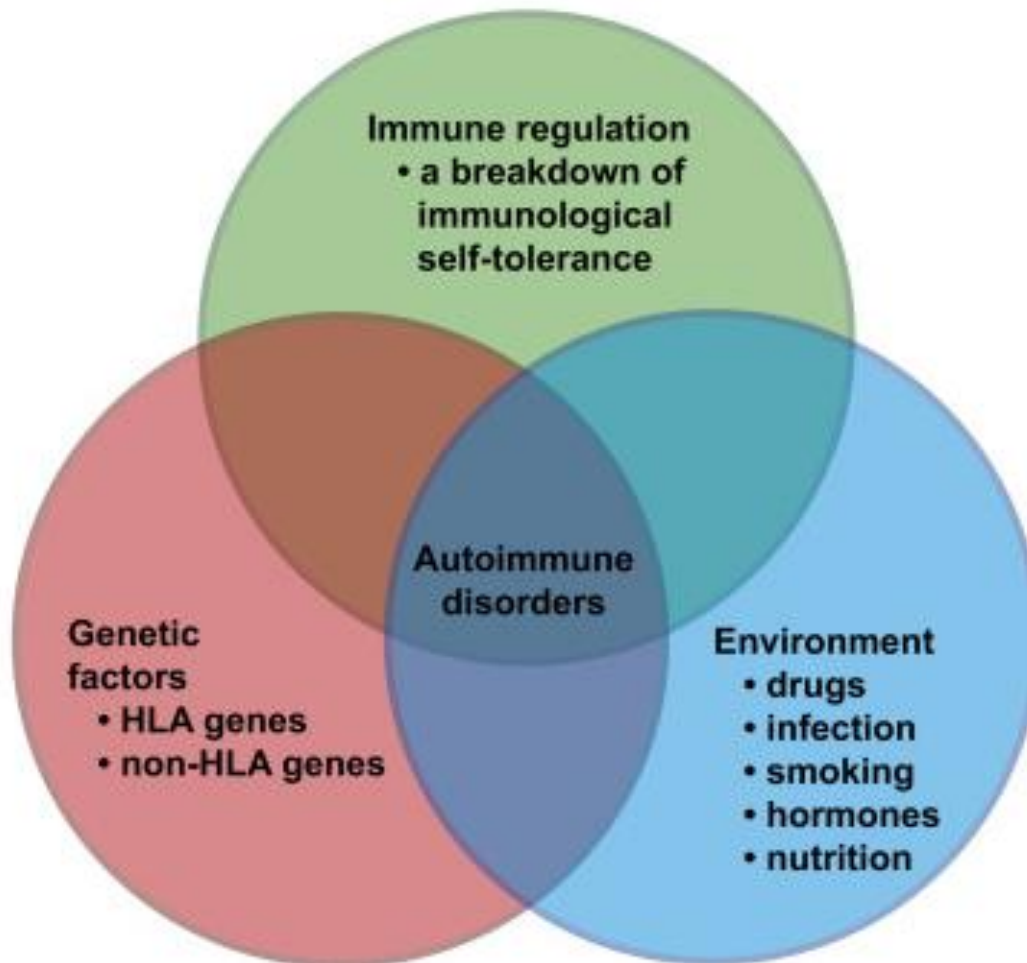 Immune regulation
• a breakdown of
immunological
self-tolerance
Autoimmune
disorders
Genetic
factors
• HLA genes
• non-HLA genes
Environment
• drugs
• infection
• smoking
• hormones
• nutrition